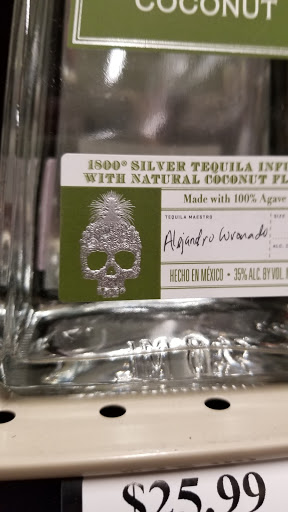 COCONUT
1800® SILVER TEQUILA INFU
WITH NATURAL COCONUT FL
Made with 100% Agave
TEQUILA MAESTRO
Alejandro Coronado
HECHO EN MÉXICO • 35% ALC. BY VOL.
$25.99